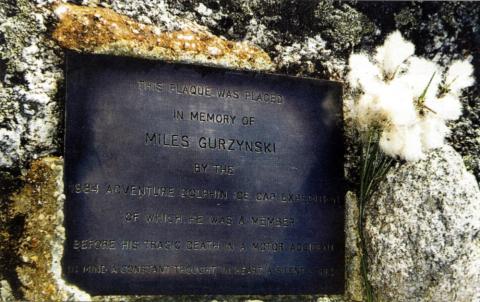 THIS PLAQUE WAS PLACED
IN MEMORY OF
MILES GURZYNSKI
BY THE
1984 ADVENTURE DOLPHIN ICE CAP EXPEDITION
OF WHICH HE WAS A MEMBER
BEFORE HIS TRAGIC DEATH IN A MOTOR ACCIDENT
IN MIND A CONSTANT THOUGHT IN HEART A SILENT